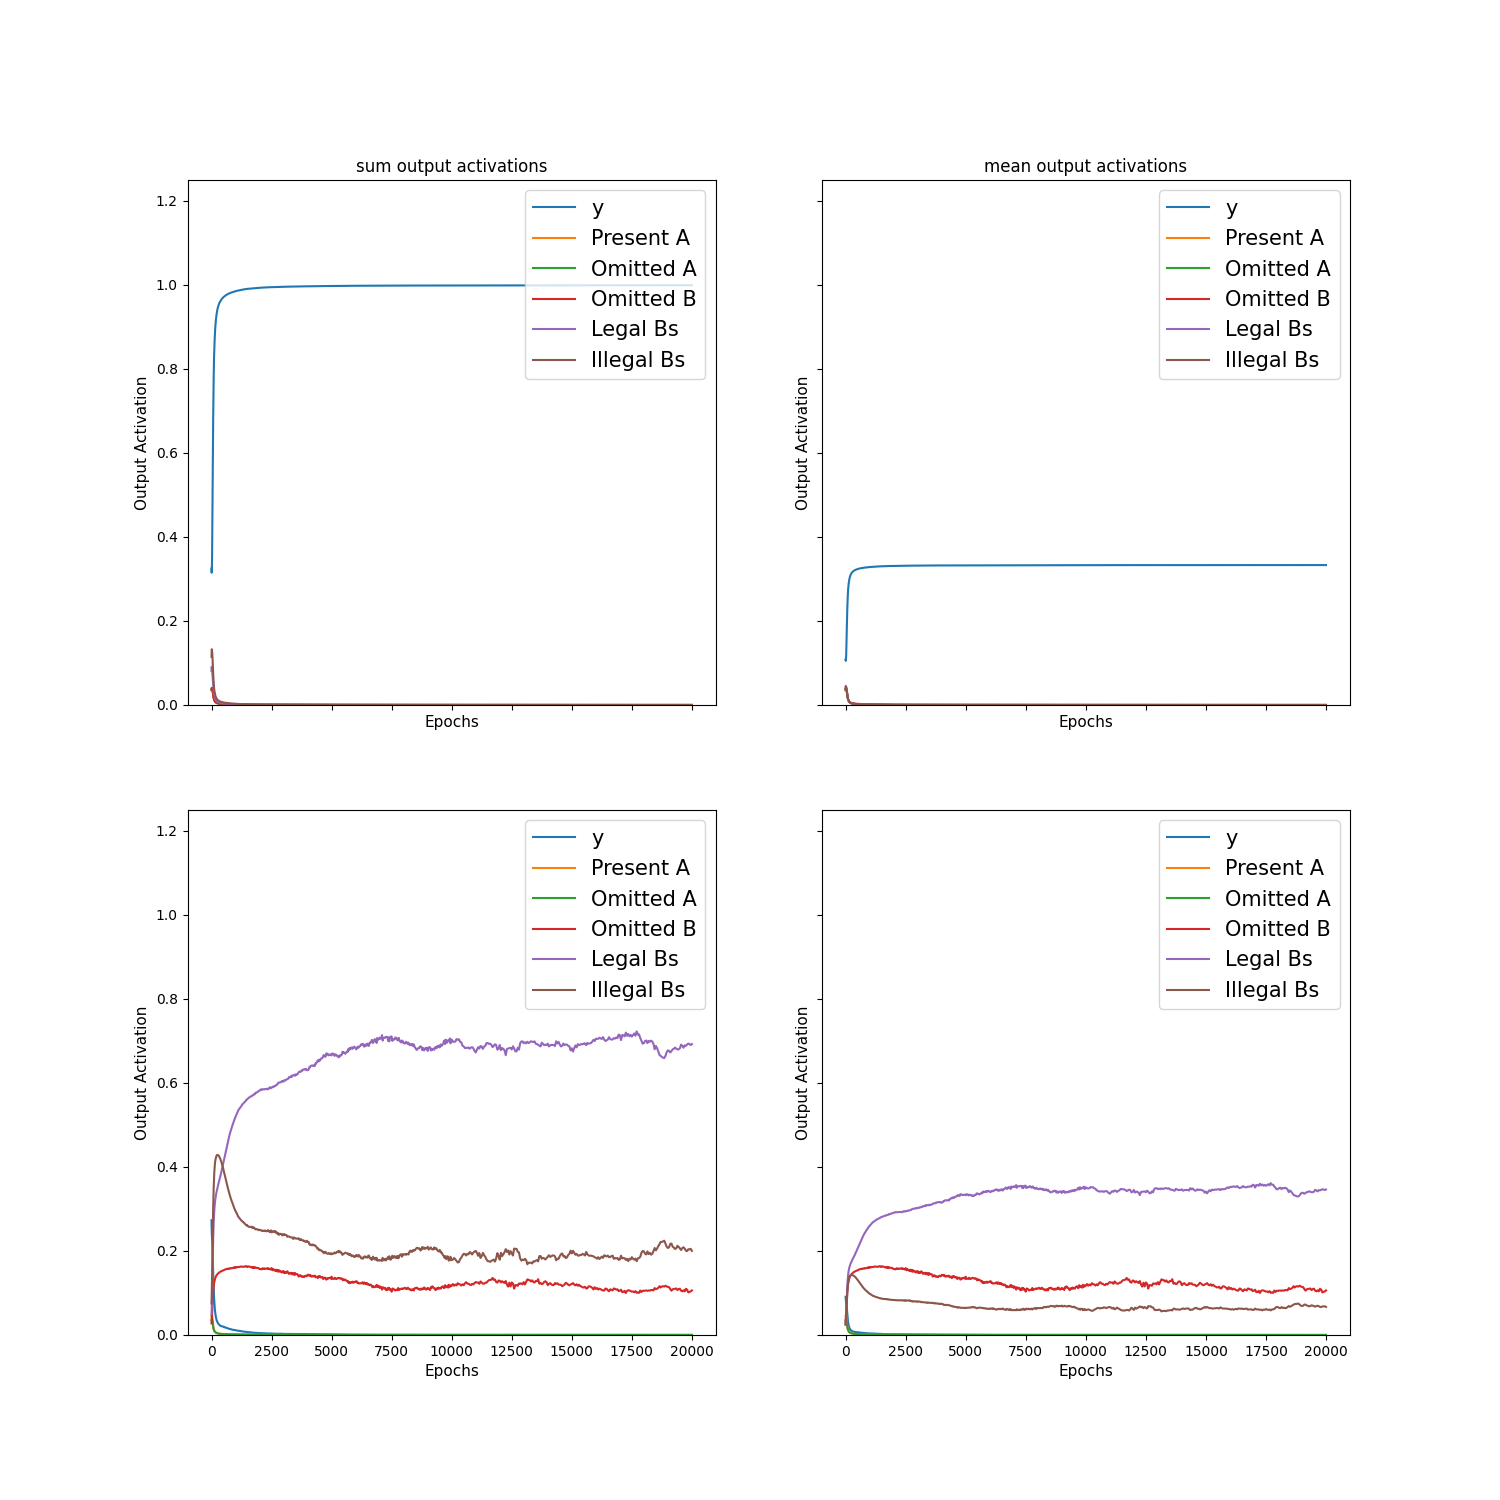 sum output activations
mean output activations
1.2
1.0
0.8
0.6
0.4
0.2
0.0
Output Activation
Epochs
y
Present A
Omitted A
Omitted B
Legal Bs
Illegal Bs
Output Activation
Epochs
y
Present A
Omitted A
Omitted B
Legal Bs
Illegal Bs
1.2
1.0
0.8
0.6
0.4
0.2
0.0
Output Activation
0 2500 5000 7500 10000 12500 15000 17500 20000
Epochs
y
Present A
Omitted A
Omitted B
Legal Bs
Illegal Bs
Output Activation
0 2500 5000 7500 10000 12500 15000 17500 20000
Epochs
y
Present A
Omitted A
Omitted B
Legal Bs
Illegal Bs